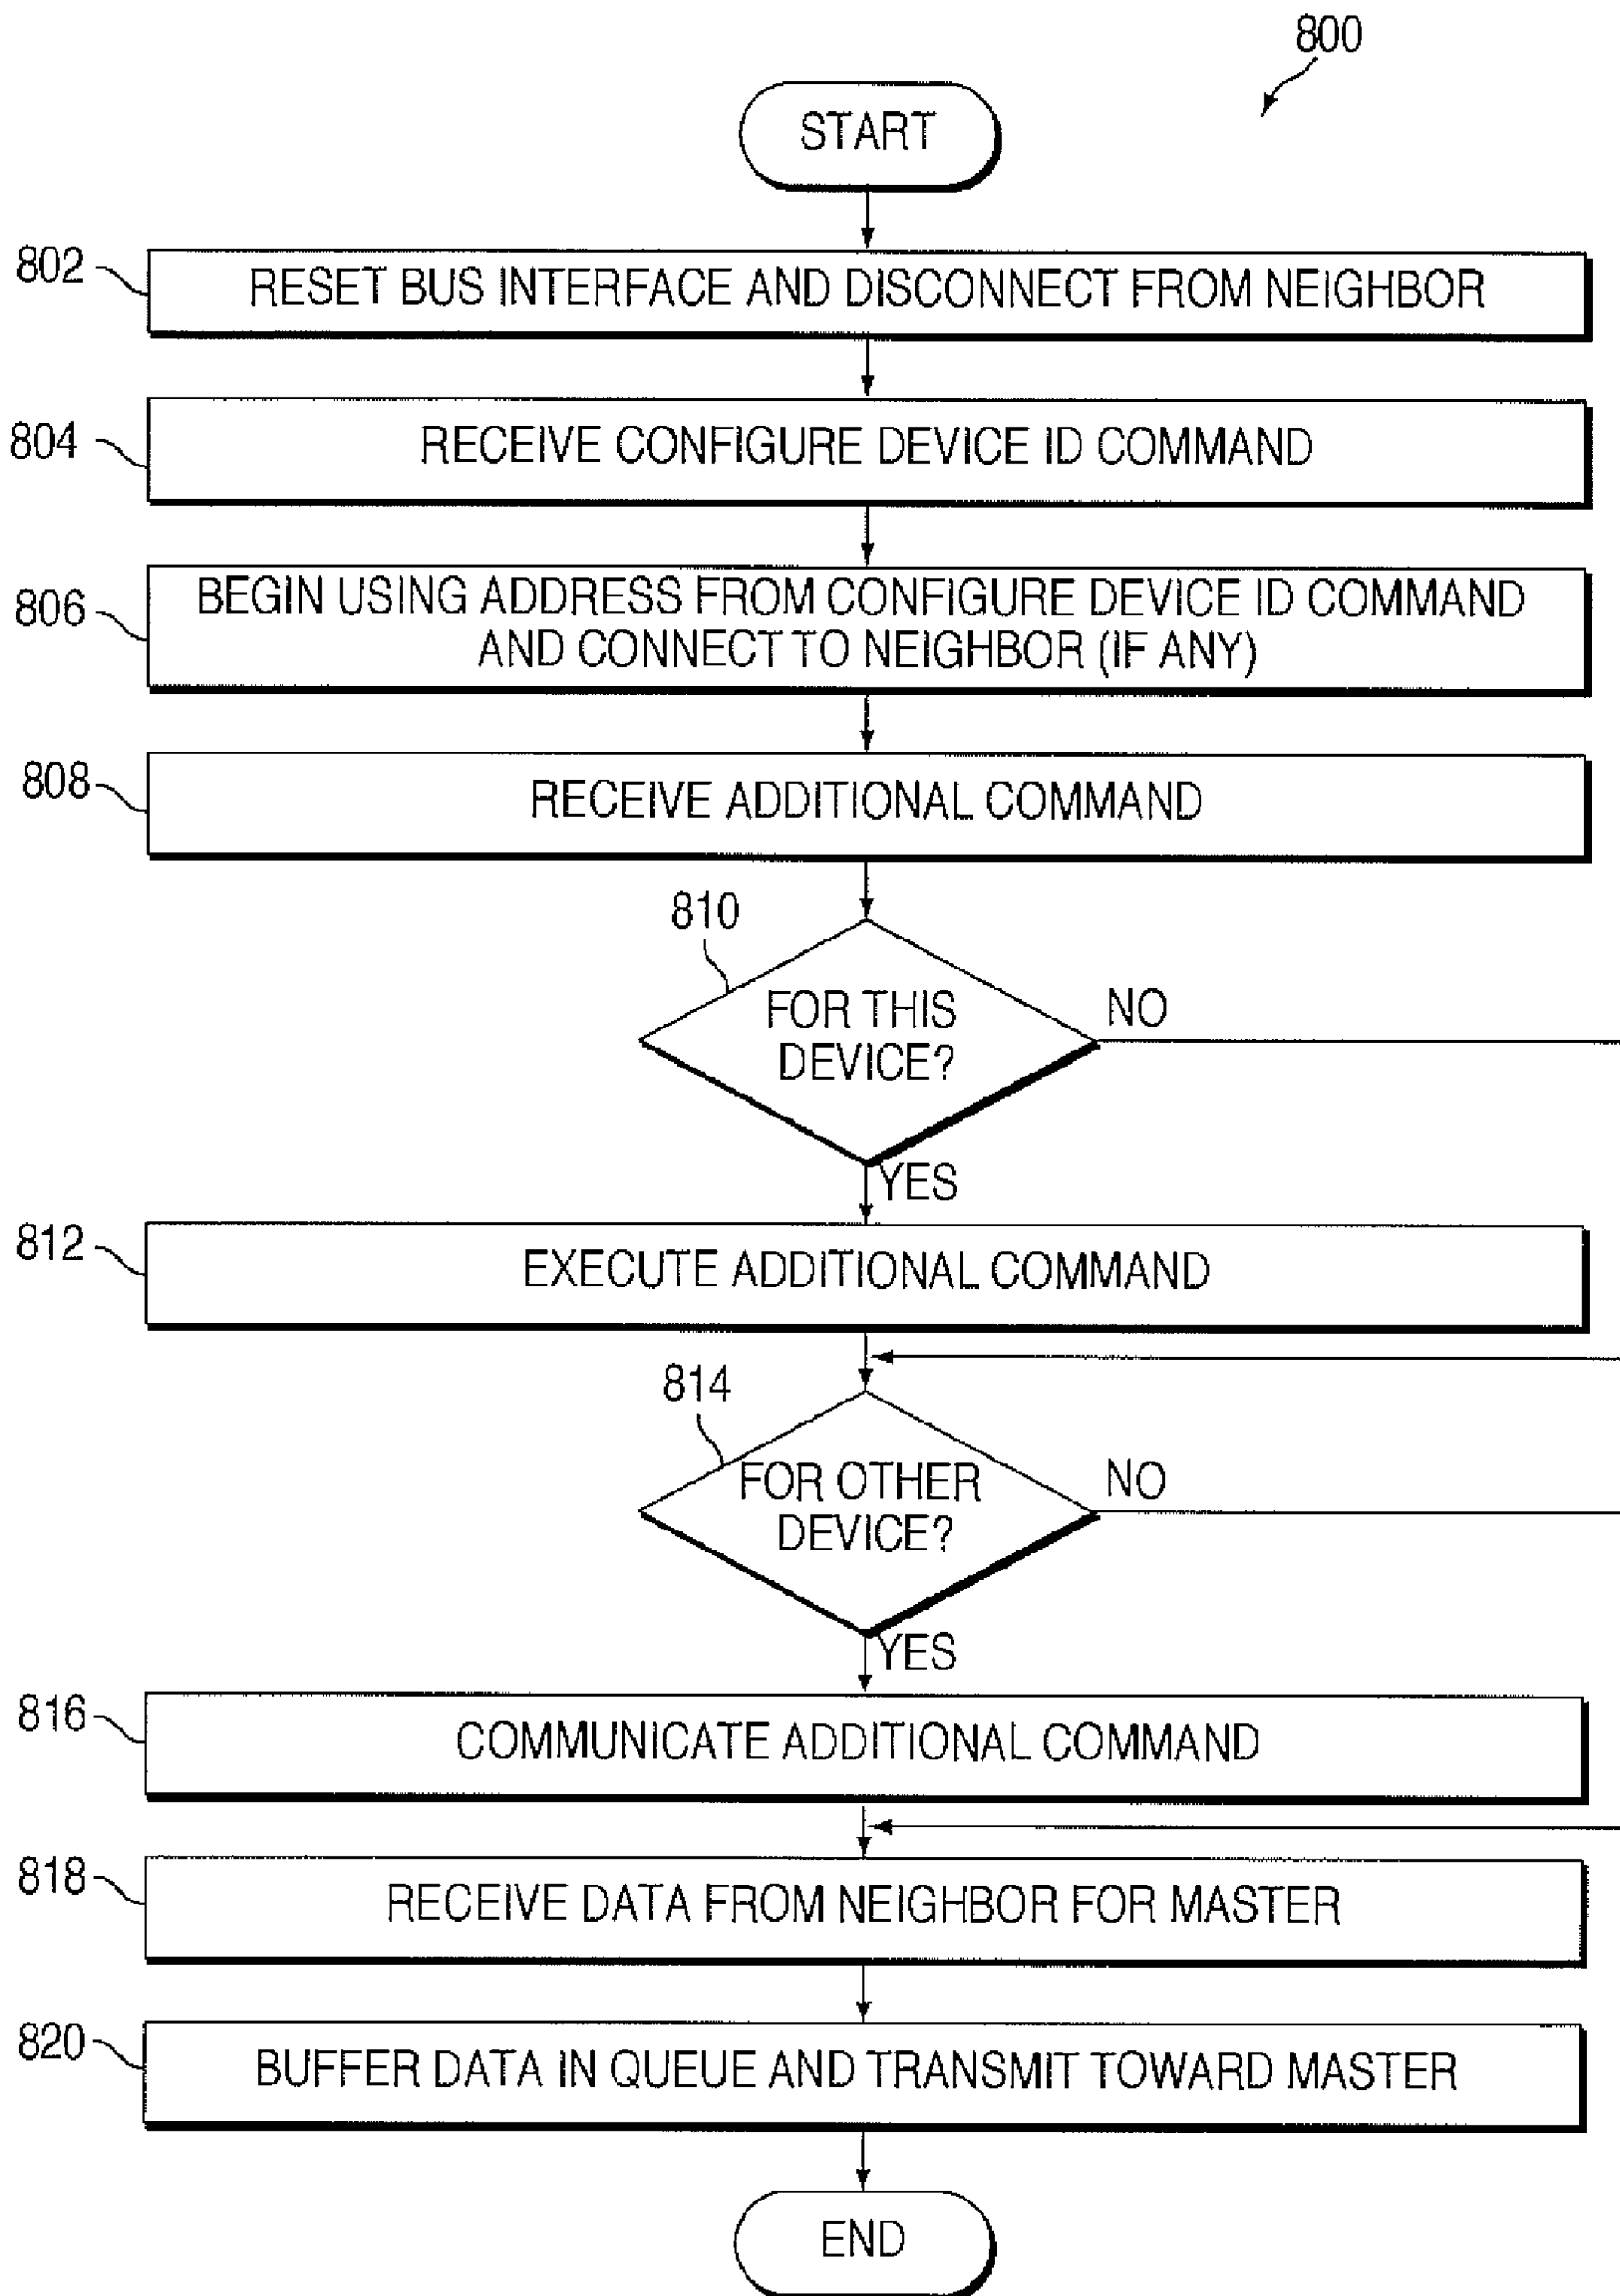 800
START
802
RESET BUS INTERFACE AND DISCONNECT FROM NEIGHBOR
804
RECEIVE CONFIGURE DEVICE ID COMMAND
806
BEGIN USING ADDRESS FROM CONFIGURE DEVICE ID COMMAND
AND CONNECT TO NEIGHBOR (IF ANY)
808
RECEIVE ADDITIONAL COMMAND
810
FOR THIS
DEVICE?
NO
YES
812
EXECUTE ADDITIONAL COMMAND
814
FOR OTHER
DEVICE?
NO
YES
816
COMMUNICATE ADDITIONAL COMMAND
818
RECEIVE DATA FROM NEIGHBOR FOR MASTER
820
BUFFER DATA IN QUEUE AND TRANSMIT TOWARD MASTER
END